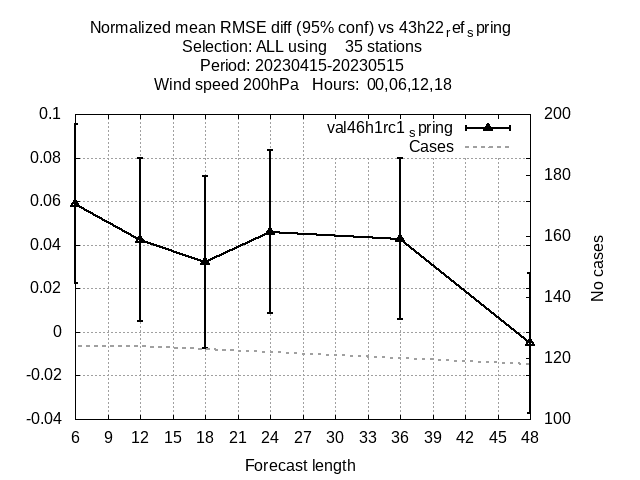 Normalized mean RMSE diff (95% conf) vs 43h22refspring
Selection: ALL using 35 stations
Period: 20230415-20230515
Wind speed 200hPa Hours: 00,06,12,18
val46h1rc1spring
Cases
0.1
0.08
0.06
0.04
0.02
0
-0.02
-0.04
200
180
160
140
120
100
No cases
6 9 12 15 18 21 24 27 30 33 36 39 42 45 48
Forecast length